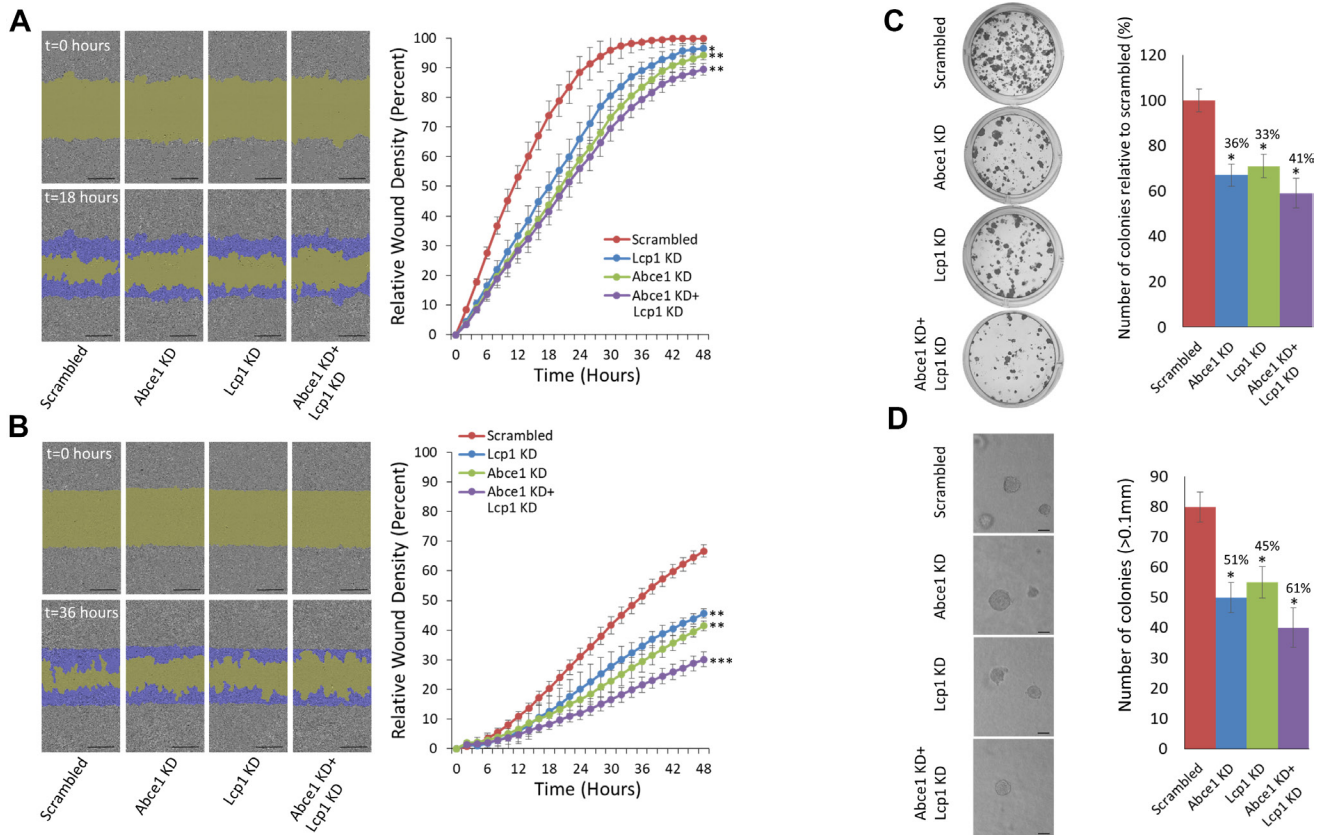 A
t=0 hours
t=18 hours
Scrambled
Abce1 KD
Lcp1 KD
Abce1 KD+
Lcp1 KD
Relative Wound Density (Percent)
100
90
80
70
60
50
40
30
20
10
0
*
**
**
Scrambled
Lcp1 KD
Abce1 KD
Abce1 KD+
Lcp1 KD
0 6 12 18 24 30 36 42 48
Time (Hours)
B
t=0 hours
t=36 hours
Scrambled
Abce1 KD
Lcp1 KD
Abce1 KD+
Lcp1 KD
Relative Wound Density (Percent)
Scrambled
Lcp1 KD
Abce1 KD
Abce1 KD+
Lcp1 KD
100
90
80
70
60
50
40
30
20
10
0
**
**
***
0 6 12 18 24 30 36 42 48
Time (Hours)
C
Scrambled
Abce1 KD
Lcp1 KD
Abce1 KD+
Lcp1 KD
Number of colonies relative to scrambled (%)
120
100
80
60
40
20
0
36%
*
33%
*
41%
*
Scrambled
Abce1 KD
Lcp1 KD
Abce1 KD+
Lcp1 KD
D
Scrambled
Abce1 KD
Lcp1 KD
Abce1 KD+
Lcp1 KD
Number of colonies (>0.1mm)
90
80
70
60
50
40
30
20
10
0
51%
*
45%
*
61%
*
Scrambled
Abce1 KD
Lcp1 KD
Abce1 KD+
Lcp1 KD